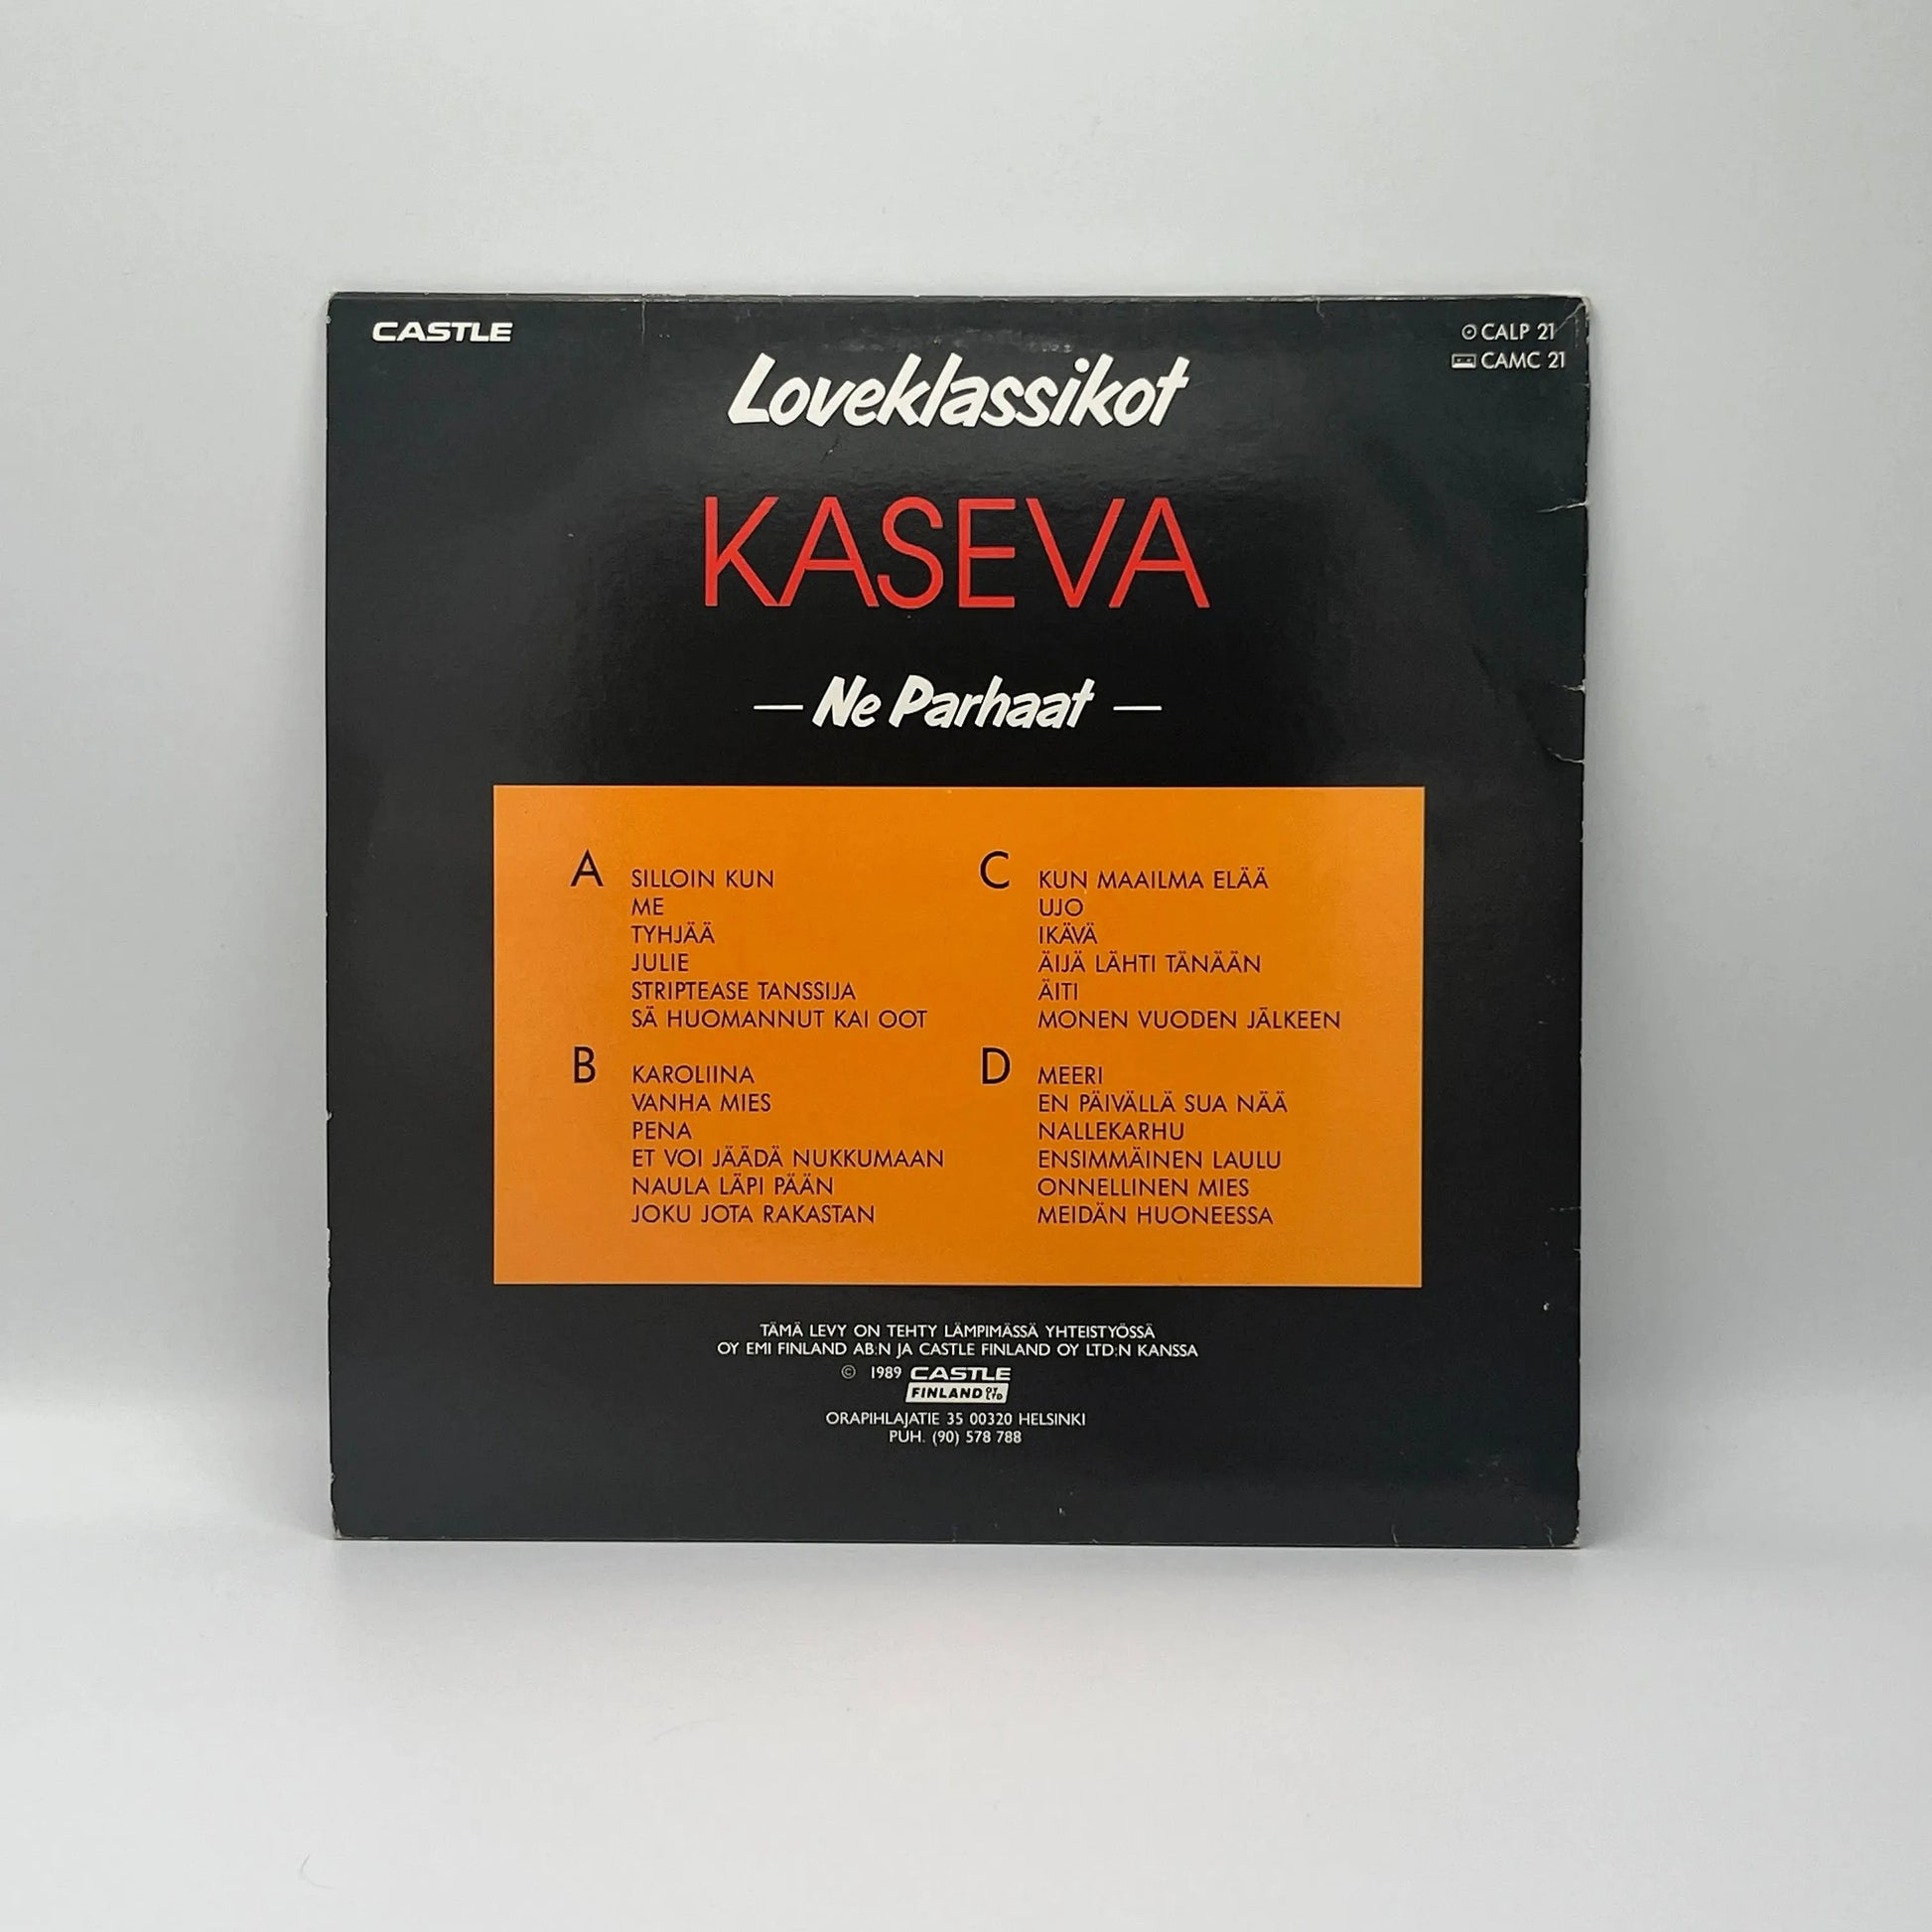 CASTLE
CALP 21
CAMC 21
Loveklassikot
KASEVA
— Ne Parhaat —
A SILLOIN KUN
ME
TYHJÄÄ
JULIE
STRIPTEASE TANSSIJA
SÄ HUOMANNUT KAI OOT
B KAROLIINA
VANHA MIES
PENA
ET VOI JÄÄDÄ NUKKUMAAN
NAULA LÄPI PÄÄN
JOKU JOTA RAKASTAN
C KUN MAAILMA ELÄÄ
UJO
IKÄVÄ
ÄIJÄ LÄHTI TÄNÄÄN
ÄITI
MONEN VUODEN JÄLKEEN
D MEERI
EN PÄIVÄLLÄ SUA NÄÄ
NALLEKARHU
ENSIMMÄINEN LAULU
ONNELLINEN MIES
MEIDÄN HUONEESSA
TÄMÄ LEVY ON TEHTY LÄMPIMÄSSÄ YHTEISTYÖSSÄ
OY EMI FINLAND AB:N JA CASTLE FINLAND OY LTD:N KANSSA
© 1989 CASTLE
FINLAND OY LTD
ORAPIHLAJATIE 35 00320 HELSINKI
PUH. (90) 578 788